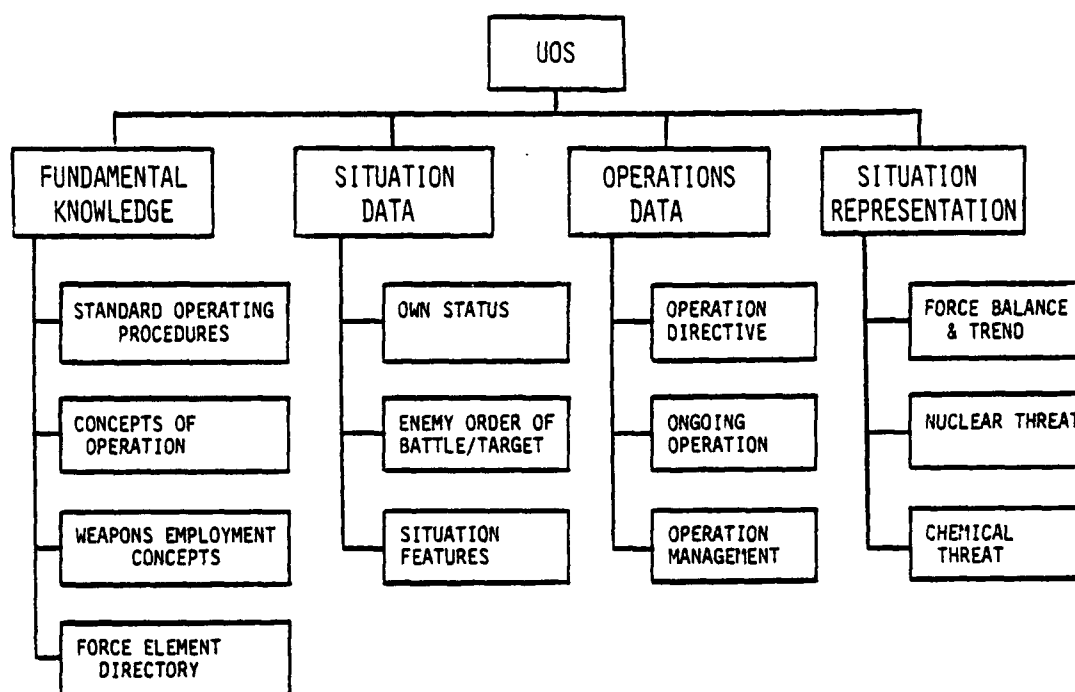 UOS
FUNDAMENTAL
KNOWLEDGE
SITUATION
DATA
OPERATIONS
DATA
SITUATION
REPRESENTATION
STANDARD OPERATING
PROCEDURES
CONCEPTS OF
OPERATION
WEAPONS EMPLOYMENT
CONCEPTS
FORCE ELEMENT
DIRECTORY
OWN STATUS
ENEMY ORDER OF
BATTLE/TARGET
SITUATION
FEATURES
OPERATION
DIRECTIVE
ONGOING
OPERATION
OPERATION
MANAGEMENT
FORCE BALANCE
& TREND
NUCLEAR THREAT
CHEMICAL
THREAT